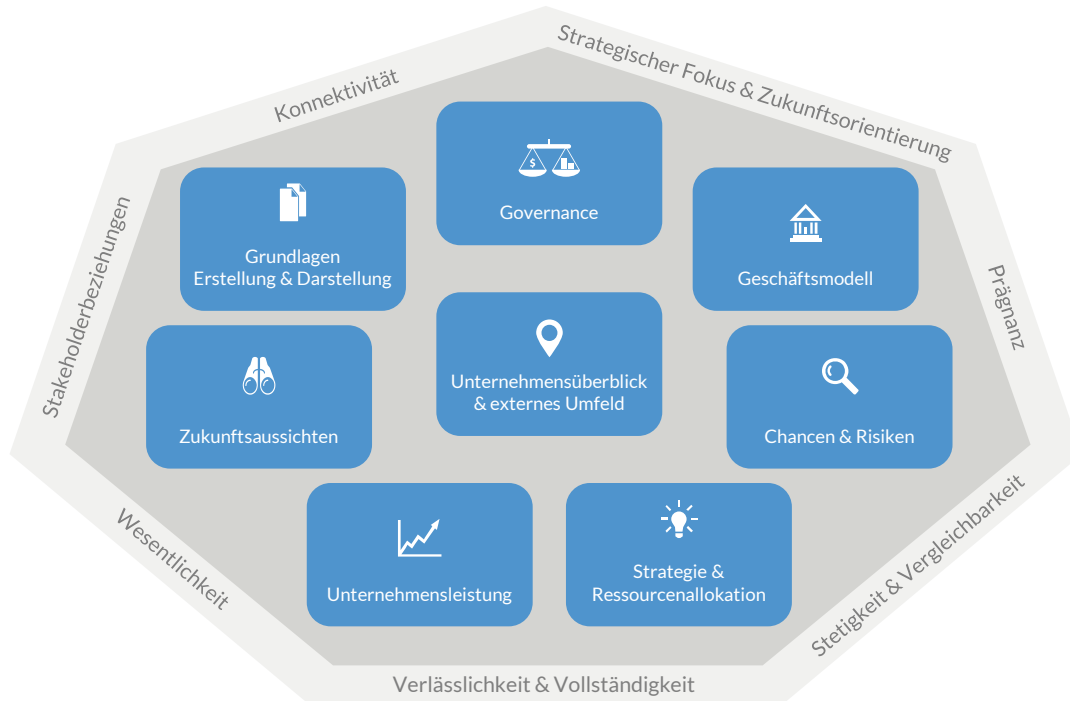 Strategischer Fokus & Zukunftsorientierung
Konnektivität
Governance
Grundlagen
Erstellung & Darstellung
Geschäftsmodell
Stakeholderbeziehungen
Prägnanz
Unternehmensüberblick
& externes Umfeld
Zukunftsaussichten
Chancen & Risiken
Wesentlichkeit
Stetigkeit & Vergleichbarkeit
Unternehmensleistung
Strategie &
Ressourcenallokation
Verlässlichkeit & Vollständigkeit
$